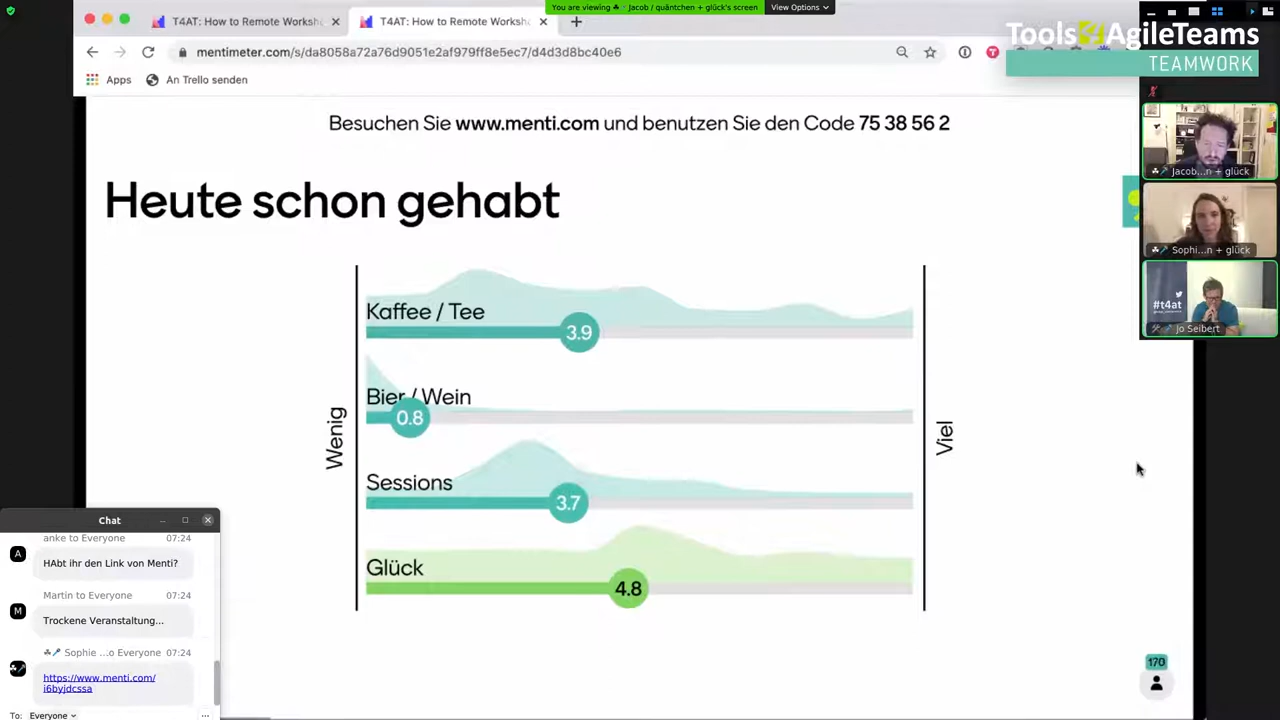 T4AT: How to Remote Worksho
T4AT: How to Remote Worksho
You are viewing Jacob / quäntchen + glück's screen
View Options
mentimeter.com/s/da8058a72a76d9051e2af979ff8e5ec7/d4d3d8bc40e6
Apps
An Trello senden
Tools4AgileTeams
TEAMWORK
Besuchen Sie www.menti.com und benutzen Sie den Code 75 38 56 2
Heute schon gehabt
Kaffee / Tee
3.9
Bier / Wein
0.8
Sessions
3.7
Glück
4.8
Wenig
Viel
170
Jacob...n + glück
Sophi...n + glück
#t4at
Jo Seibert
Chat
anke to Everyone 07:24
A
HAbt ihr den Link von Menti?
Martin to Everyone 07:24
M
Trockene Veranstaltung...
Sophie ...o Everyone 07:24
https://www.menti.com/
i6byjdcssa
To: Everyone